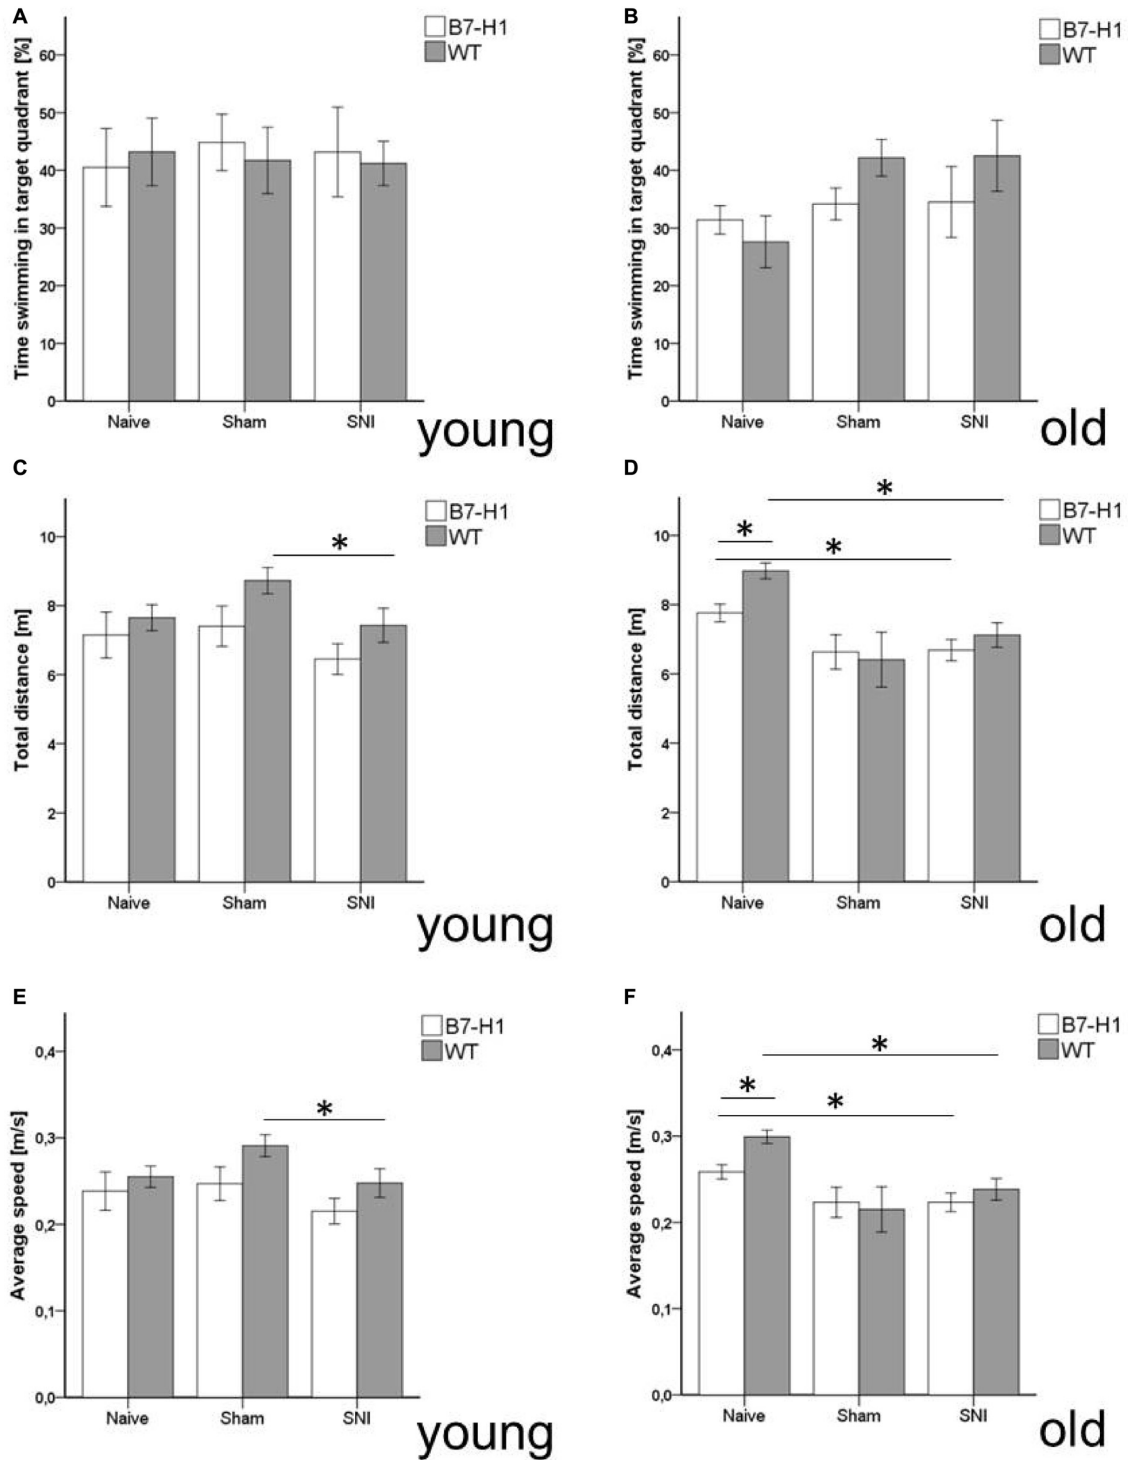 A
B7-H1
WT
Time swimming in target quadrant [%]
60
50
40
30
20
10
0
Naive Sham SNI
young
B
B7-H1
WT
Time swimming in target quadrant [%]
60
50
40
30
20
10
0
Naive Sham SNI
old
C
B7-H1
WT
*
Total distance [m]
10
8
6
4
2
0
Naive Sham SNI
young
D
B7-H1
WT
*
*
*
Total distance [m]
10
8
6
4
2
0
Naive Sham SNI
old
E
B7-H1
WT
*
Average speed [m/s]
0,4
0,3
0,2
0,1
0,0
Naive Sham SNI
young
F
B7-H1
WT
*
*
*
Average speed [m/s]
0,4
0,3
0,2
0,1
0,0
Naive Sham SNI
old